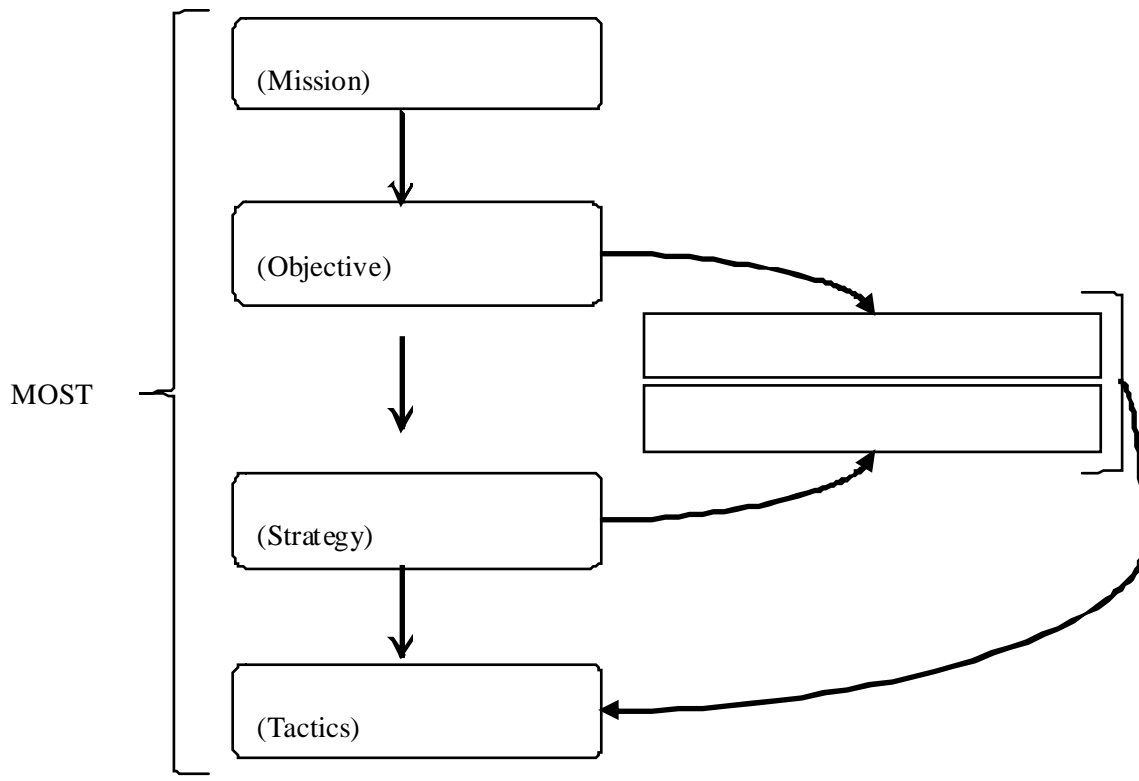 (Mission)
(Objective)
MOST
(Strategy)
(Tactics)